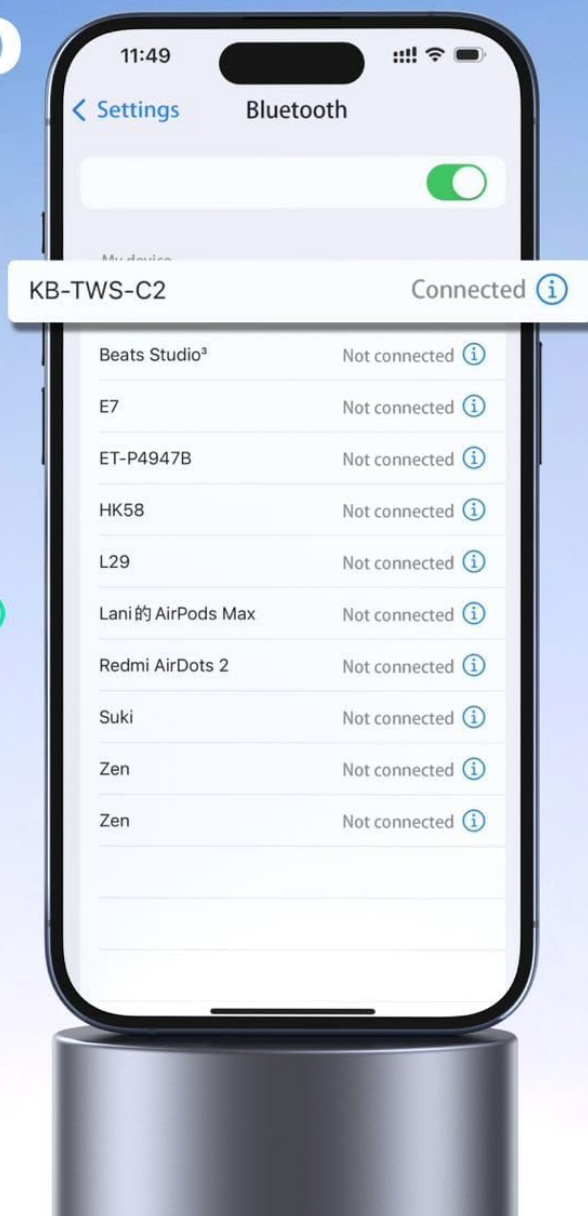 11:49
Settings Bluetooth
My device
KB-TWS-C2 Connected
Beats Studio³ Not connected
E7 Not connected
ET-P4947B Not connected
HK58 Not connected
L29 Not connected
Lani的 AirPods Max Not connected
Redmi AirDots 2 Not connected
Suki Not connected
Zen Not connected
Zen Not connected